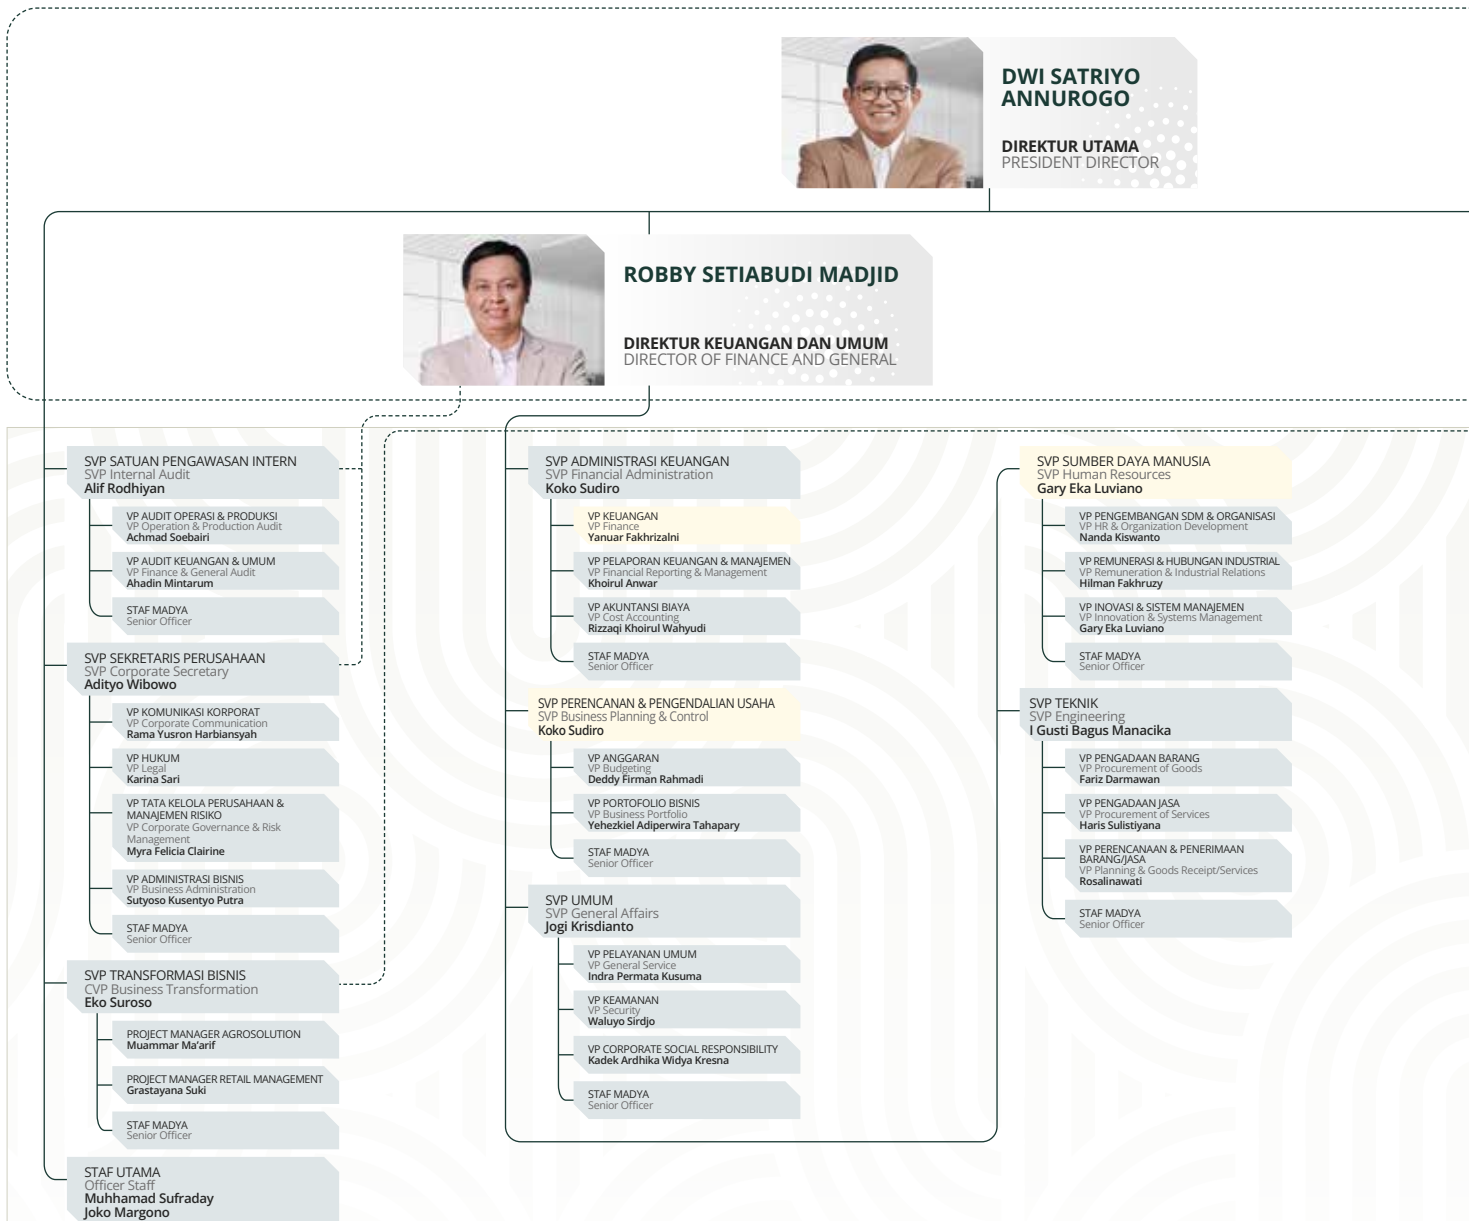 DWI SATRIYO
ANNUROGO
DIREKTUR UTAMA
PRESIDENT DIRECTOR
ROBBY SETIABUDI MADJID
DIREKTUR KEUANGAN DAN UMUM
DIRECTOR OF FINANCE AND GENERAL
SVP SATUAN PENGAWASAN INTERN
SVP Internal Audit
Alif Rodhiyan
VP AUDIT OPERASI & PRODUKSI
VP Operation & Production Audit
Achmad Soebairi
VP AUDIT KEUANGAN & UMUM
VP Finance & General Audit
Ahadin Mintarum
STAF MADYA
Senior Officer
SVP SEKRETARIS PERUSAHAAN
SVP Corporate Secretary
Adityo Wibowo
VP KOMUNIKASI KORPORAT
VP Corporate Communication
Rama Yusron Harbiansyah
VP HUKUM
VP Legal
Karina Sari
VP TATA KELOLA PERUSAHAAN &
MANAJEMEN RISIKO
VP Corporate Governance & Risk
Management
Myra Felicia Clairine
VP ADMINISTRASI BISNIS
VP Business Administration
Sutyoso Kusentyo Putra
STAF MADYA
Senior Officer
SVP TRANSFORMASI BISNIS
CVP Business Transformation
Eko Suroso
PROJECT MANAGER AGROSOLUTION
Muammar Ma'arif
PROJECT MANAGER RETAIL MANAGEMENT
Grastayana Suki
STAF MADYA
Senior Officer
STAF UTAMA
Officer Staff
Muhhamad Sufraday
Joko Margono
SVP ADMINISTRASI KEUANGAN
SVP Financial Administration
Koko Sudiro
VP KEUANGAN
VP Finance
Yanuar Fakhrizalni
VP PELAPORAN KEUANGAN & MANAJEMEN
VP Financial Reporting & Management
Khoirul Anwar
VP AKUNTANSI BIAYA
VP Cost Accounting
Rizzaqi Khoirul Wahyudi
STAF MADYA
Senior Officer
SVP PERENCANAN & PENGENDALIAN USAHA
SVP Business Planning & Control
Koko Sudiro
VP ANGGARAN
VP Budgeting
Deddy Firman Rahmadi
VP PORTOFOLIO BISNIS
VP Business Portfolio
Yehezkiel Adiperwira Tahapary
STAF MADYA
Senior Officer
SVP UMUM
SVP General Affairs
Jogi Krisdianto
VP PELAYANAN UMUM
VP General Service
Indra Permata Kusuma
VP KEAMANAN
VP Security
Waluyo Sirdjo
VP CORPORATE SOCIAL RESPONSIBILITY
Kadek Ardhika Widya Kresna
STAF MADYA
Senior Officer
SVP SUMBER DAYA MANUSIA
SVP Human Resources
Gary Eka Luviano
VP PENGEMBANGAN SDM & ORGANISASI
VP HR & Organization Development
Nanda Kiswanto
VP REMUNERASI & HUBUNGAN INDUSTRIAL
VP Remuneration & Industrial Relations
Hilman Fakhruzy
VP INOVASI & SISTEM MANAJEMEN
VP Innovation & Systems Management
Gary Eka Luviano
STAF MADYA
Senior Officer
SVP TEKNIK
SVP Engineering
I Gusti Bagus Manacika
VP PENGADAAN BARANG
VP Procurement of Goods
Fariz Darmawan
VP PENGADAAN JASA
VP Procurement of Services
Haris Sulistiyana
VP PERENCANAAN & PENERIMAAN
BARANG/JASA
VP Planning & Goods Receipt/Services
Rosalinawati
STAF MADYA
Senior Officer